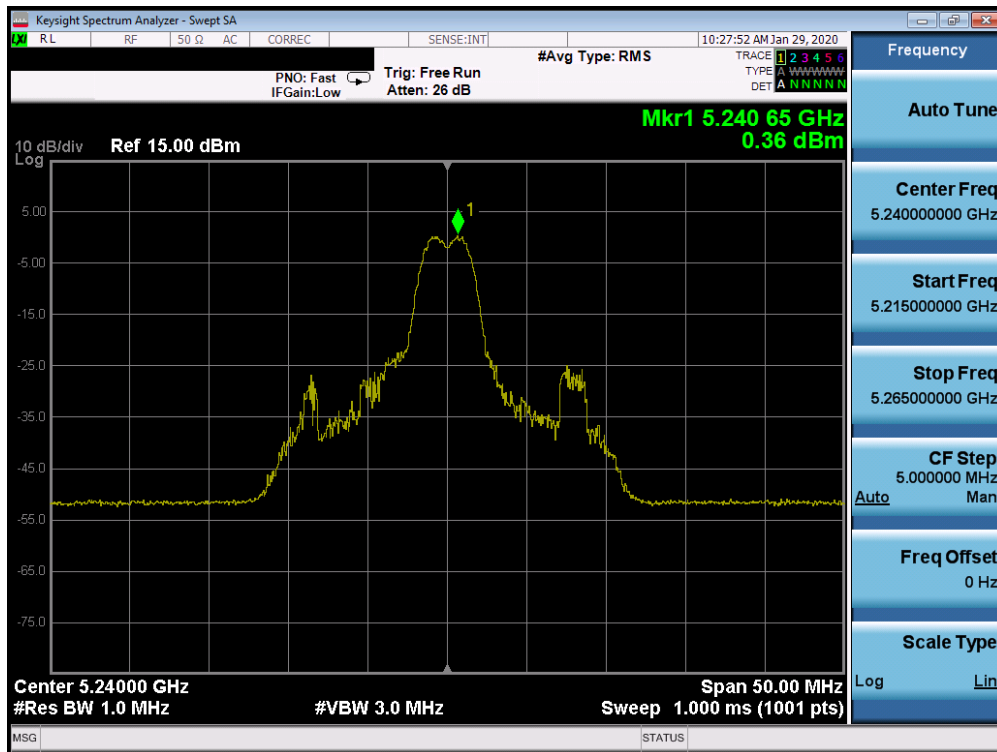 Keysight Spectrum Analyzer - Swept SA
LXI RL RF 50 Ω AC CORREC SENSE:INT 10:27:52 AM Jan 29, 2020
PNO: Fast
IFGain:Low
Trig: Free Run
Atten: 26 dB
#Avg Type: RMS
TRACE 1 2 3 4 5 6
TYPE A WWWWW
DET A N N N N N
Mkr1 5.240 65 GHz
0.36 dBm
10 dB/div Ref 15.00 dBm
Log
1
5.00
-5.00
-15.0
-25.0
-35.0
-45.0
-55.0
-65.0
-75.0
Center 5.24000 GHz Span 50.00 MHz
#Res BW 1.0 MHz #VBW 3.0 MHz Sweep 1.000 ms (1001 pts)
MSG STATUS
Frequency
Auto Tune
Center Freq
5.240000000 GHz
Start Freq
5.215000000 GHz
Stop Freq
5.265000000 GHz
CF Step
5.000000 MHz
Auto Man
Freq Offset
0 Hz
Scale Type
Log Lin